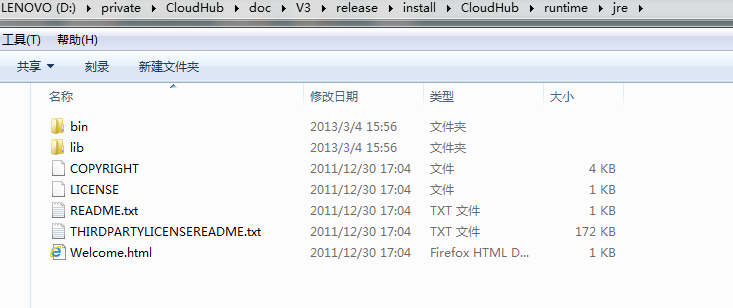 LENOVO (D:) ▸ private ▸ CloudHub ▸ doc ▸ V3 ▸ release ▸ install ▸ CloudHub ▸ runtime ▸ jre ▸
工具(T) 帮助(H)
共享 ▼ 刻录 新建文件夹
名称 修改日期 类型 大小
bin 2013/3/4 15:56 文件夹
lib 2013/3/4 15:56 文件夹
COPYRIGHT 2011/12/30 17:04 文件 4 KB
LICENSE 2011/12/30 17:04 文件 1 KB
README.txt 2011/12/30 17:04 TXT 文件 1 KB
THIRDPARTYLICENSEREADME.txt 2011/12/30 17:04 TXT 文件 172 KB
Welcome.html 2011/12/30 17:04 Firefox HTML D... 1 KB